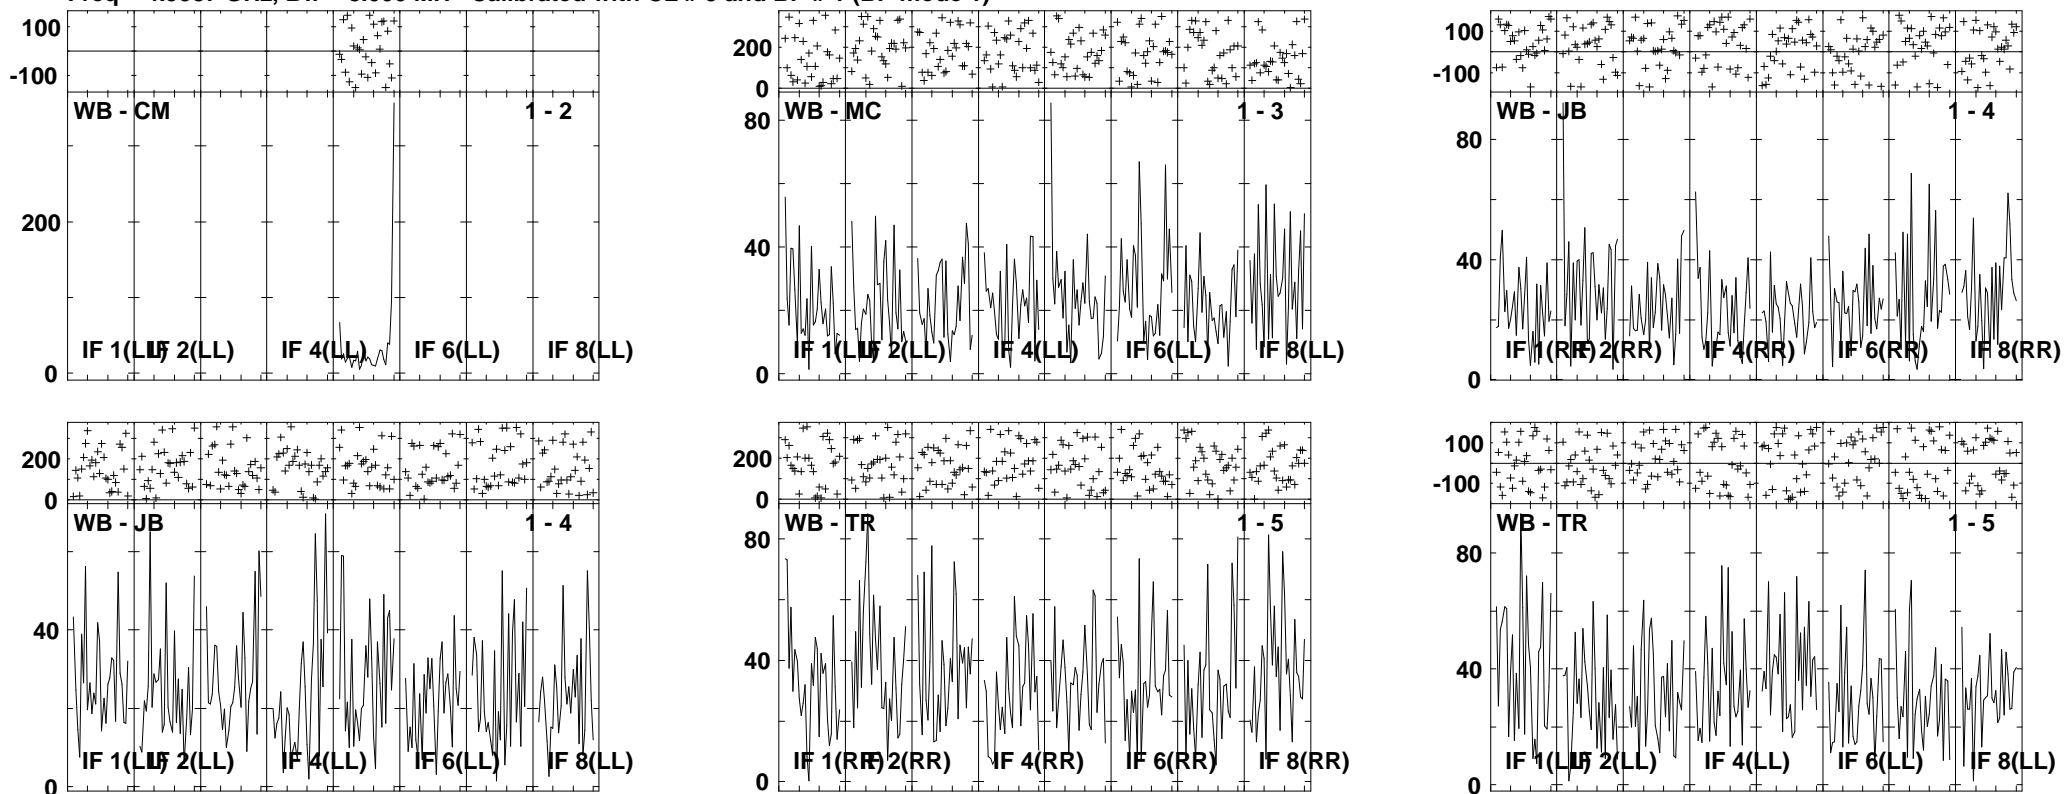 100
-100
WB - CM
1 - 2
200
0
IF 1(LL)
IF 2(LL)
IF 4(LL)
IF 6(LL)
IF 8(LL)
200
0
WB - MC
1 - 3
80
40
0
IF 1(LL)
IF 2(LL)
IF 4(LL)
IF 6(LL)
IF 8(LL)
100
-100
WB - JB
1 - 4
80
40
0
IF 1(RR)
IF 2(RR)
IF 4(RR)
IF 6(RR)
IF 8(RR)
200
0
WB - JB
1 - 4
40
0
IF 1(LL)
IF 2(LL)
IF 4(LL)
IF 6(LL)
IF 8(LL)
200
0
WB - TR
1 - 5
80
40
0
IF 1(RR)
IF 2(RR)
IF 4(RR)
IF 6(RR)
IF 8(RR)
100
-100
WB - TR
1 - 5
80
40
0
IF 1(LL)
IF 2(LL)
IF 4(LL)
IF 6(LL)
IF 8(LL)